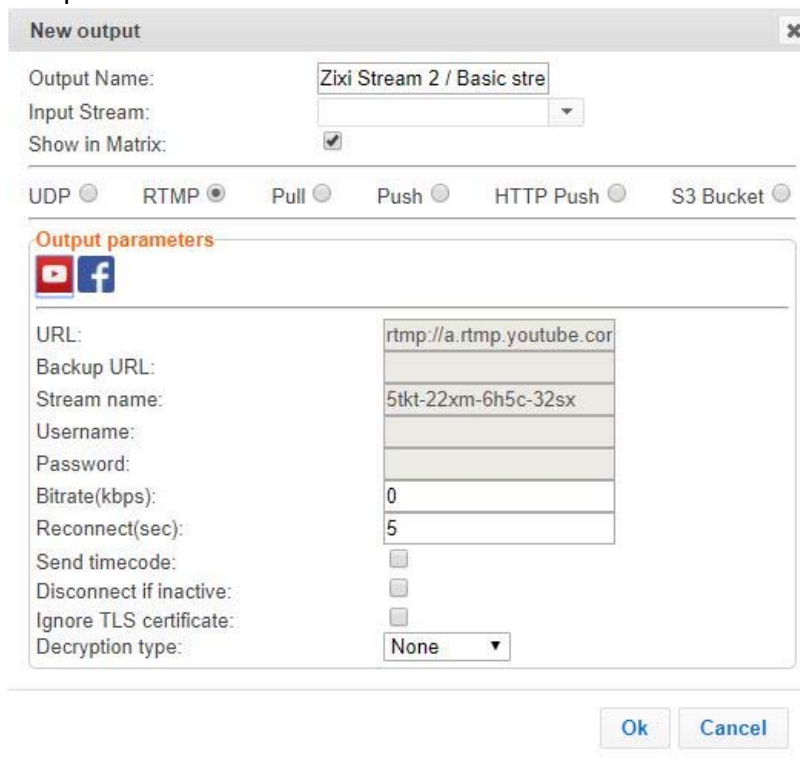 New output
Output Name: Zixi Stream 2 / Basic stre
Input Stream:
Show in Matrix:
UDP RTMP Pull Push HTTP Push S3 Bucket
Output parameters
URL: rtmp://a.rtmp.youtube.cor
Backup URL:
Stream name: 5tkt-22xm-6h5c-32sx
Username:
Password:
Bitrate(kbps): 0
Reconnect(sec): 5
Send timecode:
Disconnect if inactive:
Ignore TLS certificate:
Decryption type: None
Ok Cancel